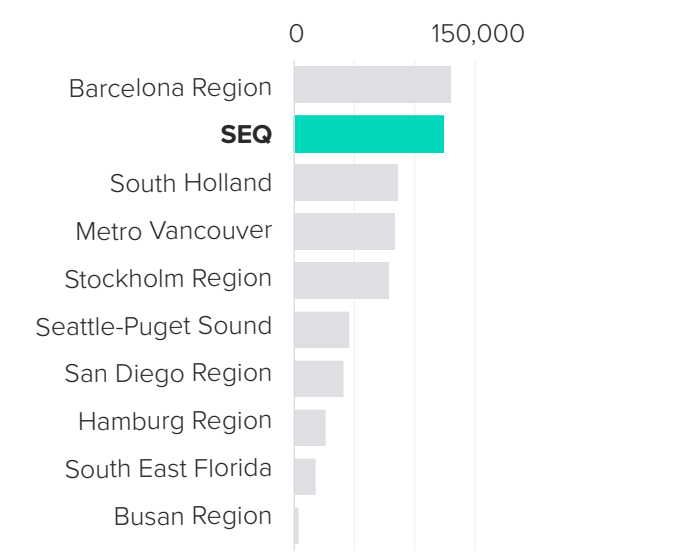 0 150,000
Barcelona Region
SEQ
South Holland
Metro Vancouver
Stockholm Region
Seattle-Puget Sound
San Diego Region
Hamburg Region
South East Florida
Busan Region